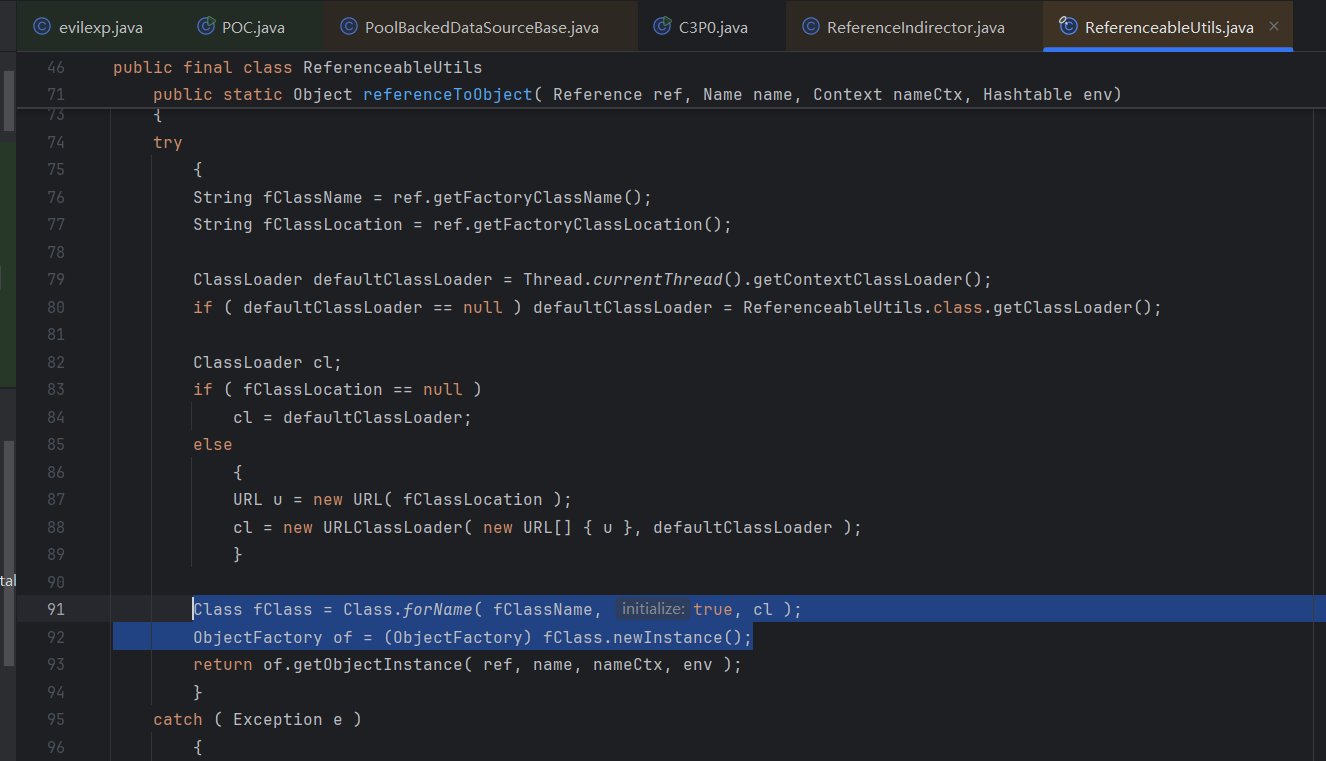 evilexp.java POC.java PoolBackedDataSourceBase.java C3P0.java ReferenceIndirector.java ReferenceableUtils.java
46 public final class ReferenceableUtils
71 public static Object referenceToObject( Reference ref, Name name, Context nameCtx, Hashtable env)
73 {
74 try
75 {
76 String fClassName = ref.getFactoryClassName();
77 String fClassLocation = ref.getFactoryClassLocation();
78
79 ClassLoader defaultClassLoader = Thread.currentThread().getContextClassLoader();
80 if ( defaultClassLoader == null ) defaultClassLoader = ReferenceableUtils.class.getClassLoader();
81
82 ClassLoader cl;
83 if ( fClassLocation == null )
84 cl = defaultClassLoader;
85 else
86 {
87 URL u = new URL( fClassLocation );
88 cl = new URLClassLoader( new URL[] { u }, defaultClassLoader );
89 }
90
tal
91 Class fClass = Class.forName( fClassName, initialize: true, cl );
92 ObjectFactory of = (ObjectFactory) fClass.newInstance();
93 return of.getObjectInstance( ref, name, nameCtx, env );
94 }
95 catch ( Exception e )
96 {